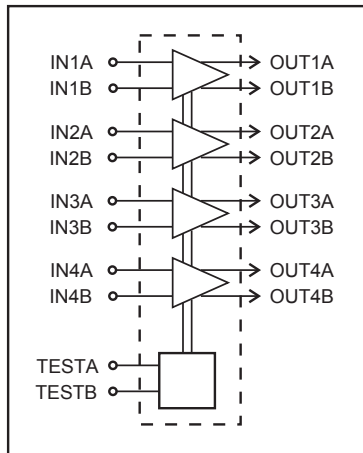 IN1A OUT1A
IN1B OUT1B
IN2A OUT2A
IN2B OUT2B
IN3A OUT3A
IN3B OUT3B
IN4A OUT4A
IN4B OUT4B
TESTA
TESTB